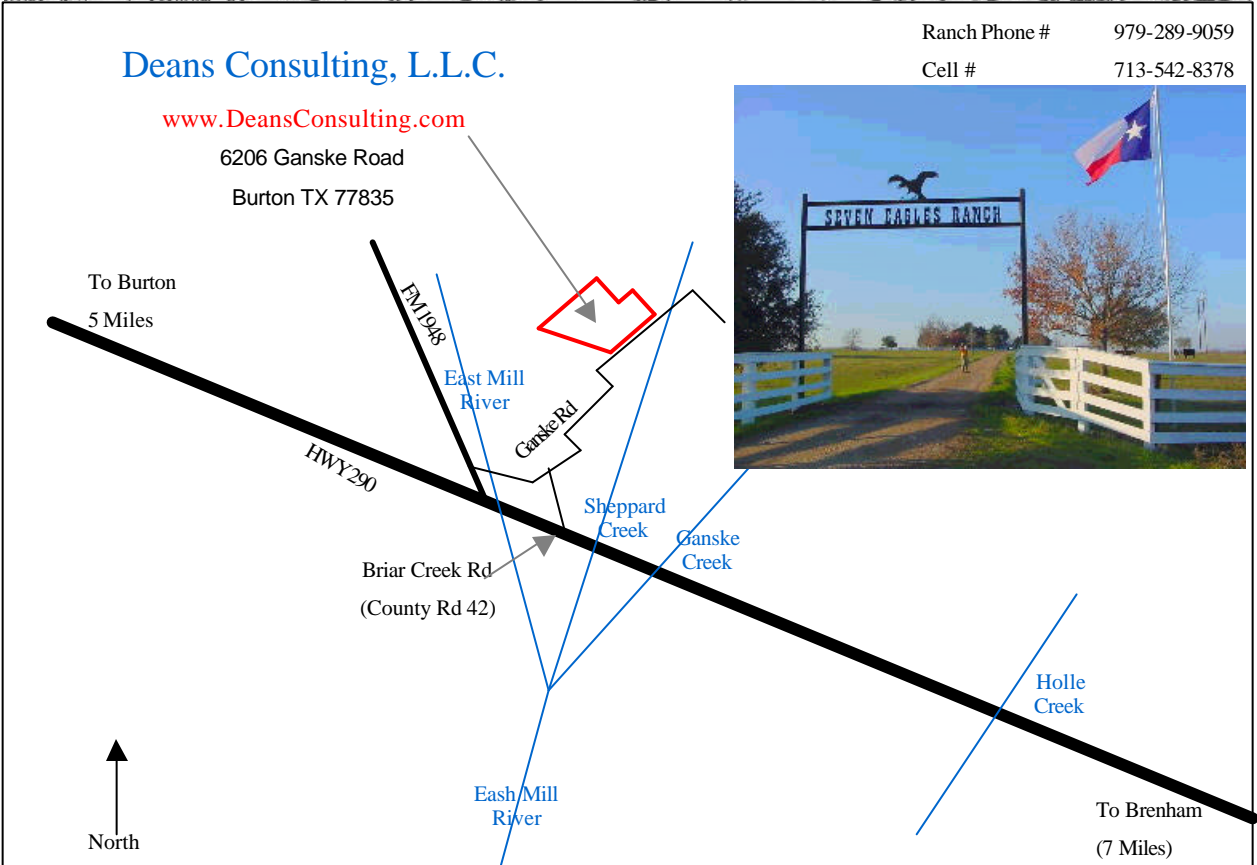 Ranch Phone # 979-289-9059
Cell # 713-542-8378
Deans Consulting, L.L.C.
www.DeansConsulting.com
6206 Ganske Road
Burton TX 77835
SEVEN EAGLES RANCH
To Burton
5 Miles
FM1948
East Mill
River
Ganske Rd
HWY290
Sheppard
Creek
Ganske
Creek
Briar Creek Rd
(County Rd 42)
Holle
Creek
Eash Mill
River
To Brenham
(7 Miles)
North